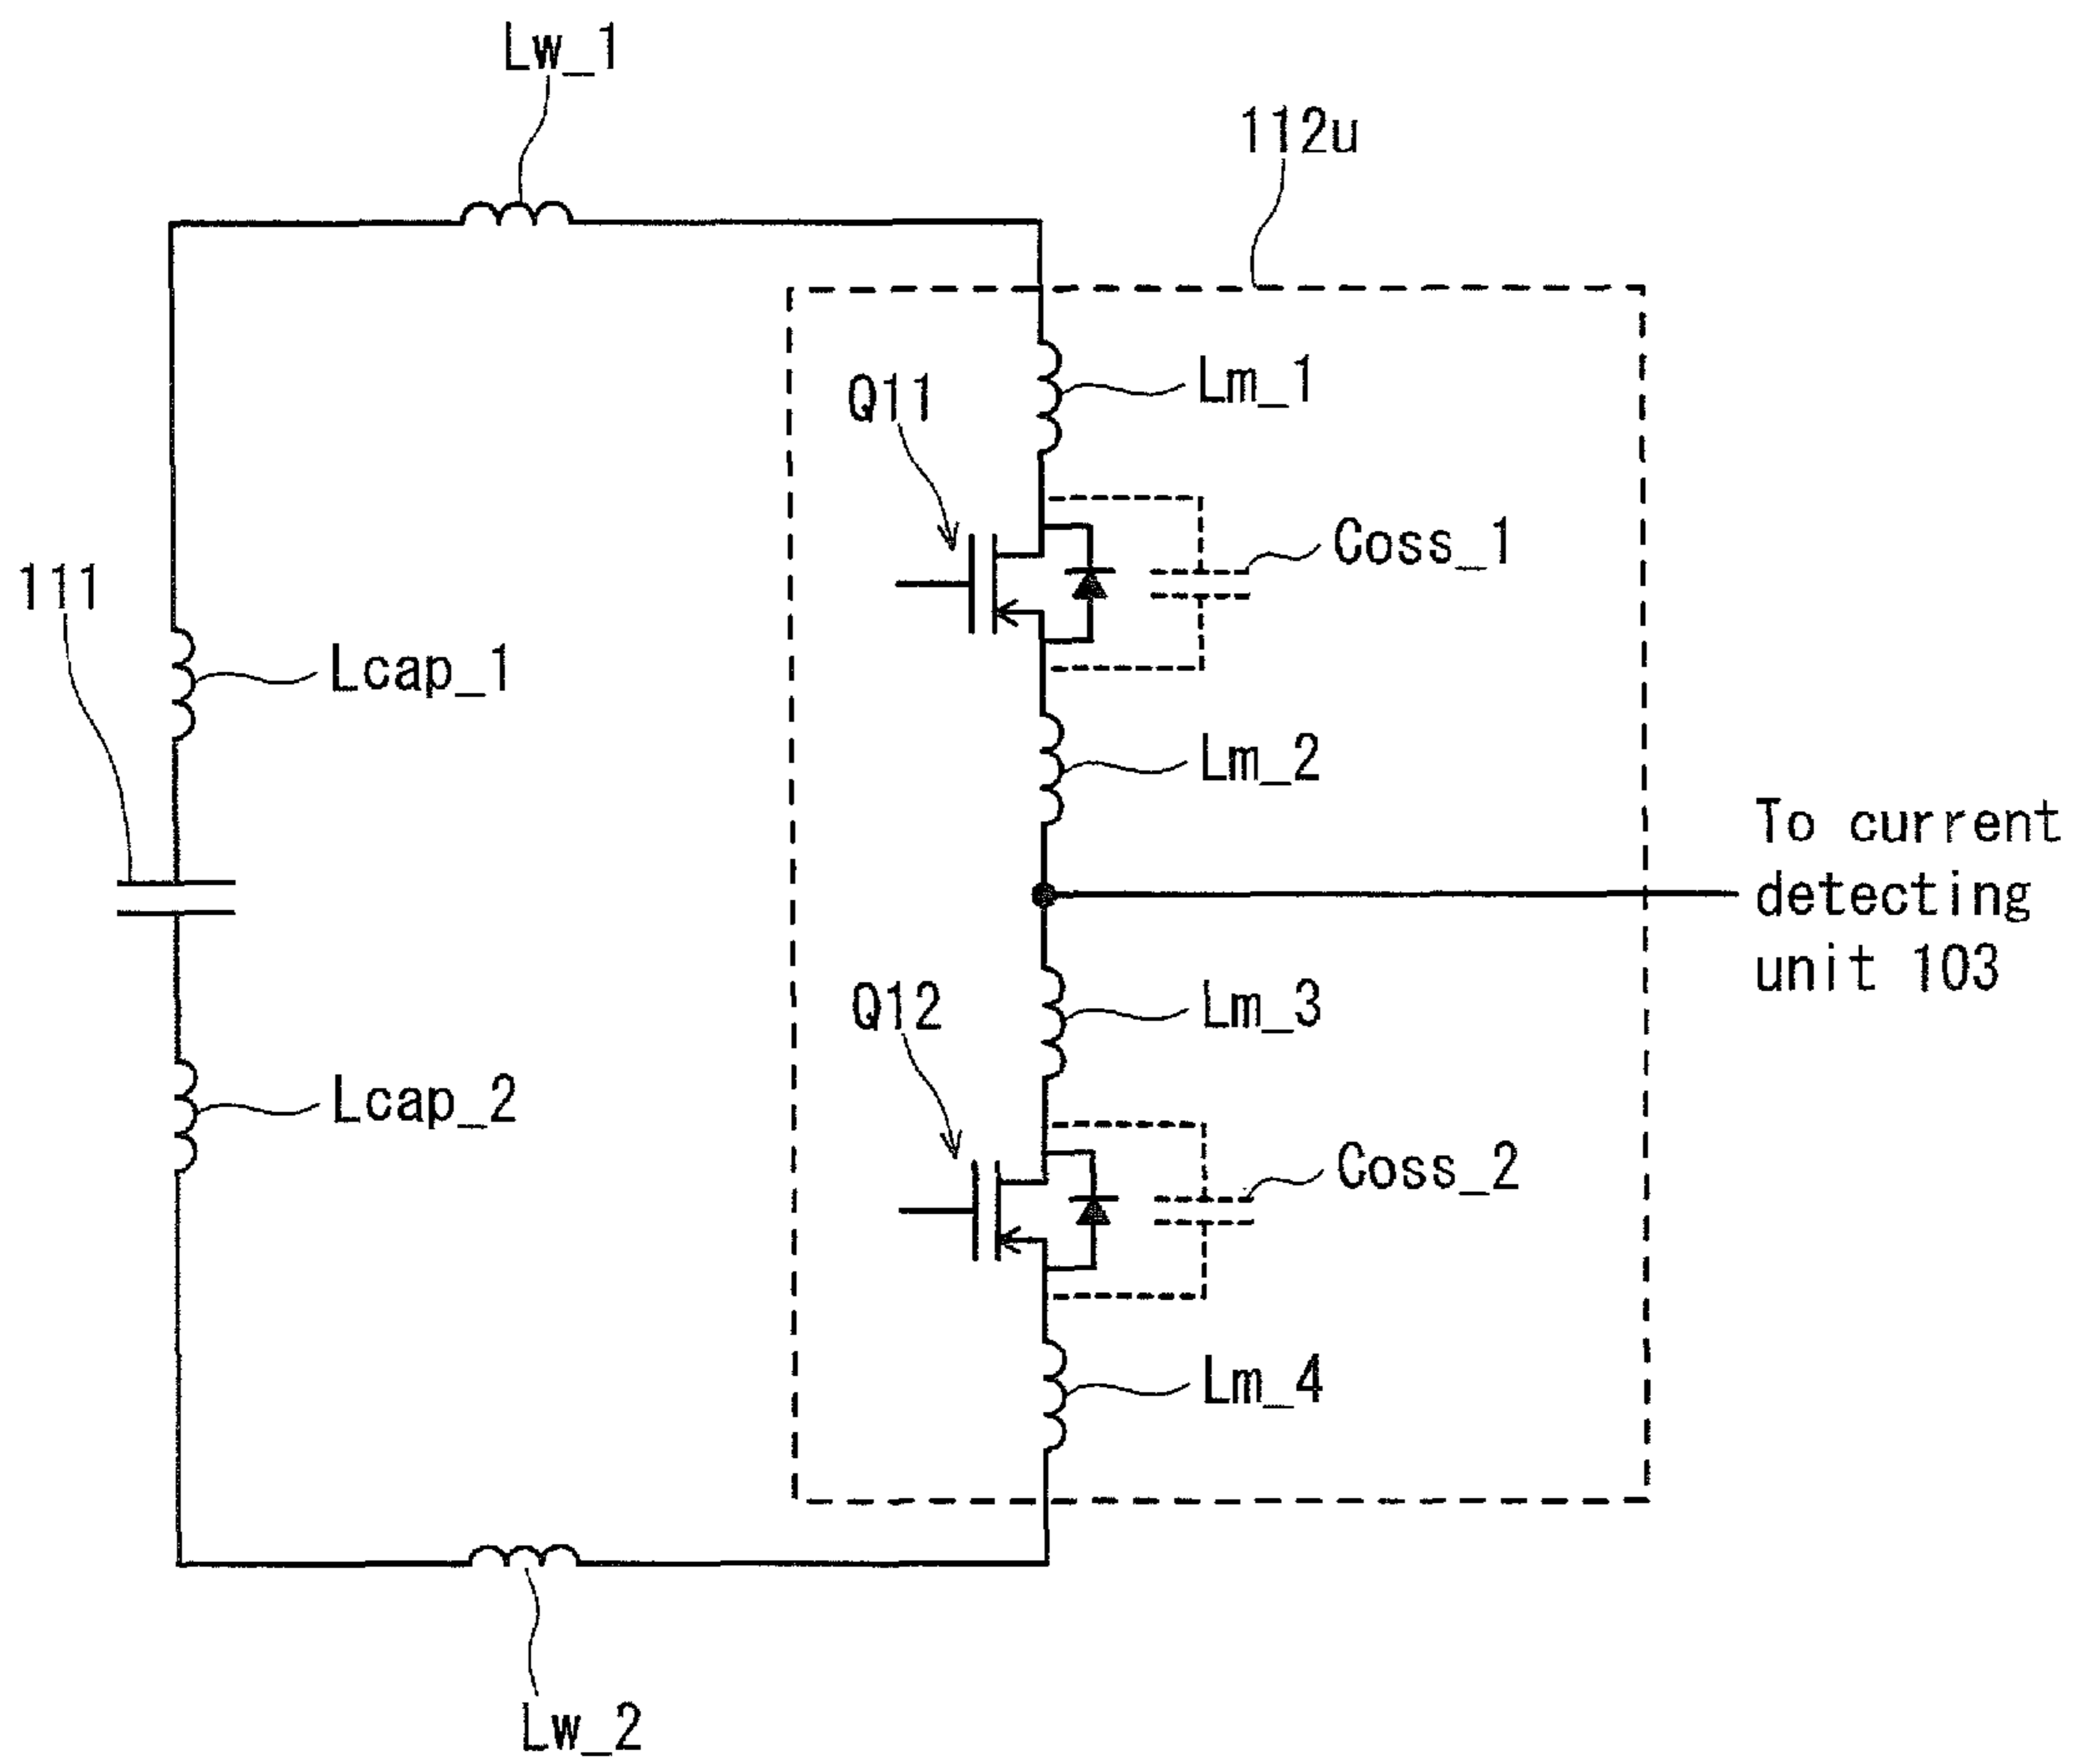 Lw_1
112u
Lm_1
Q11
Coss_1
111
Lcap_1
Lm_2
To current
detecting
unit 103
Q12
Lm_3
Lcap_2
Coss_2
Lm_4
Lw_2